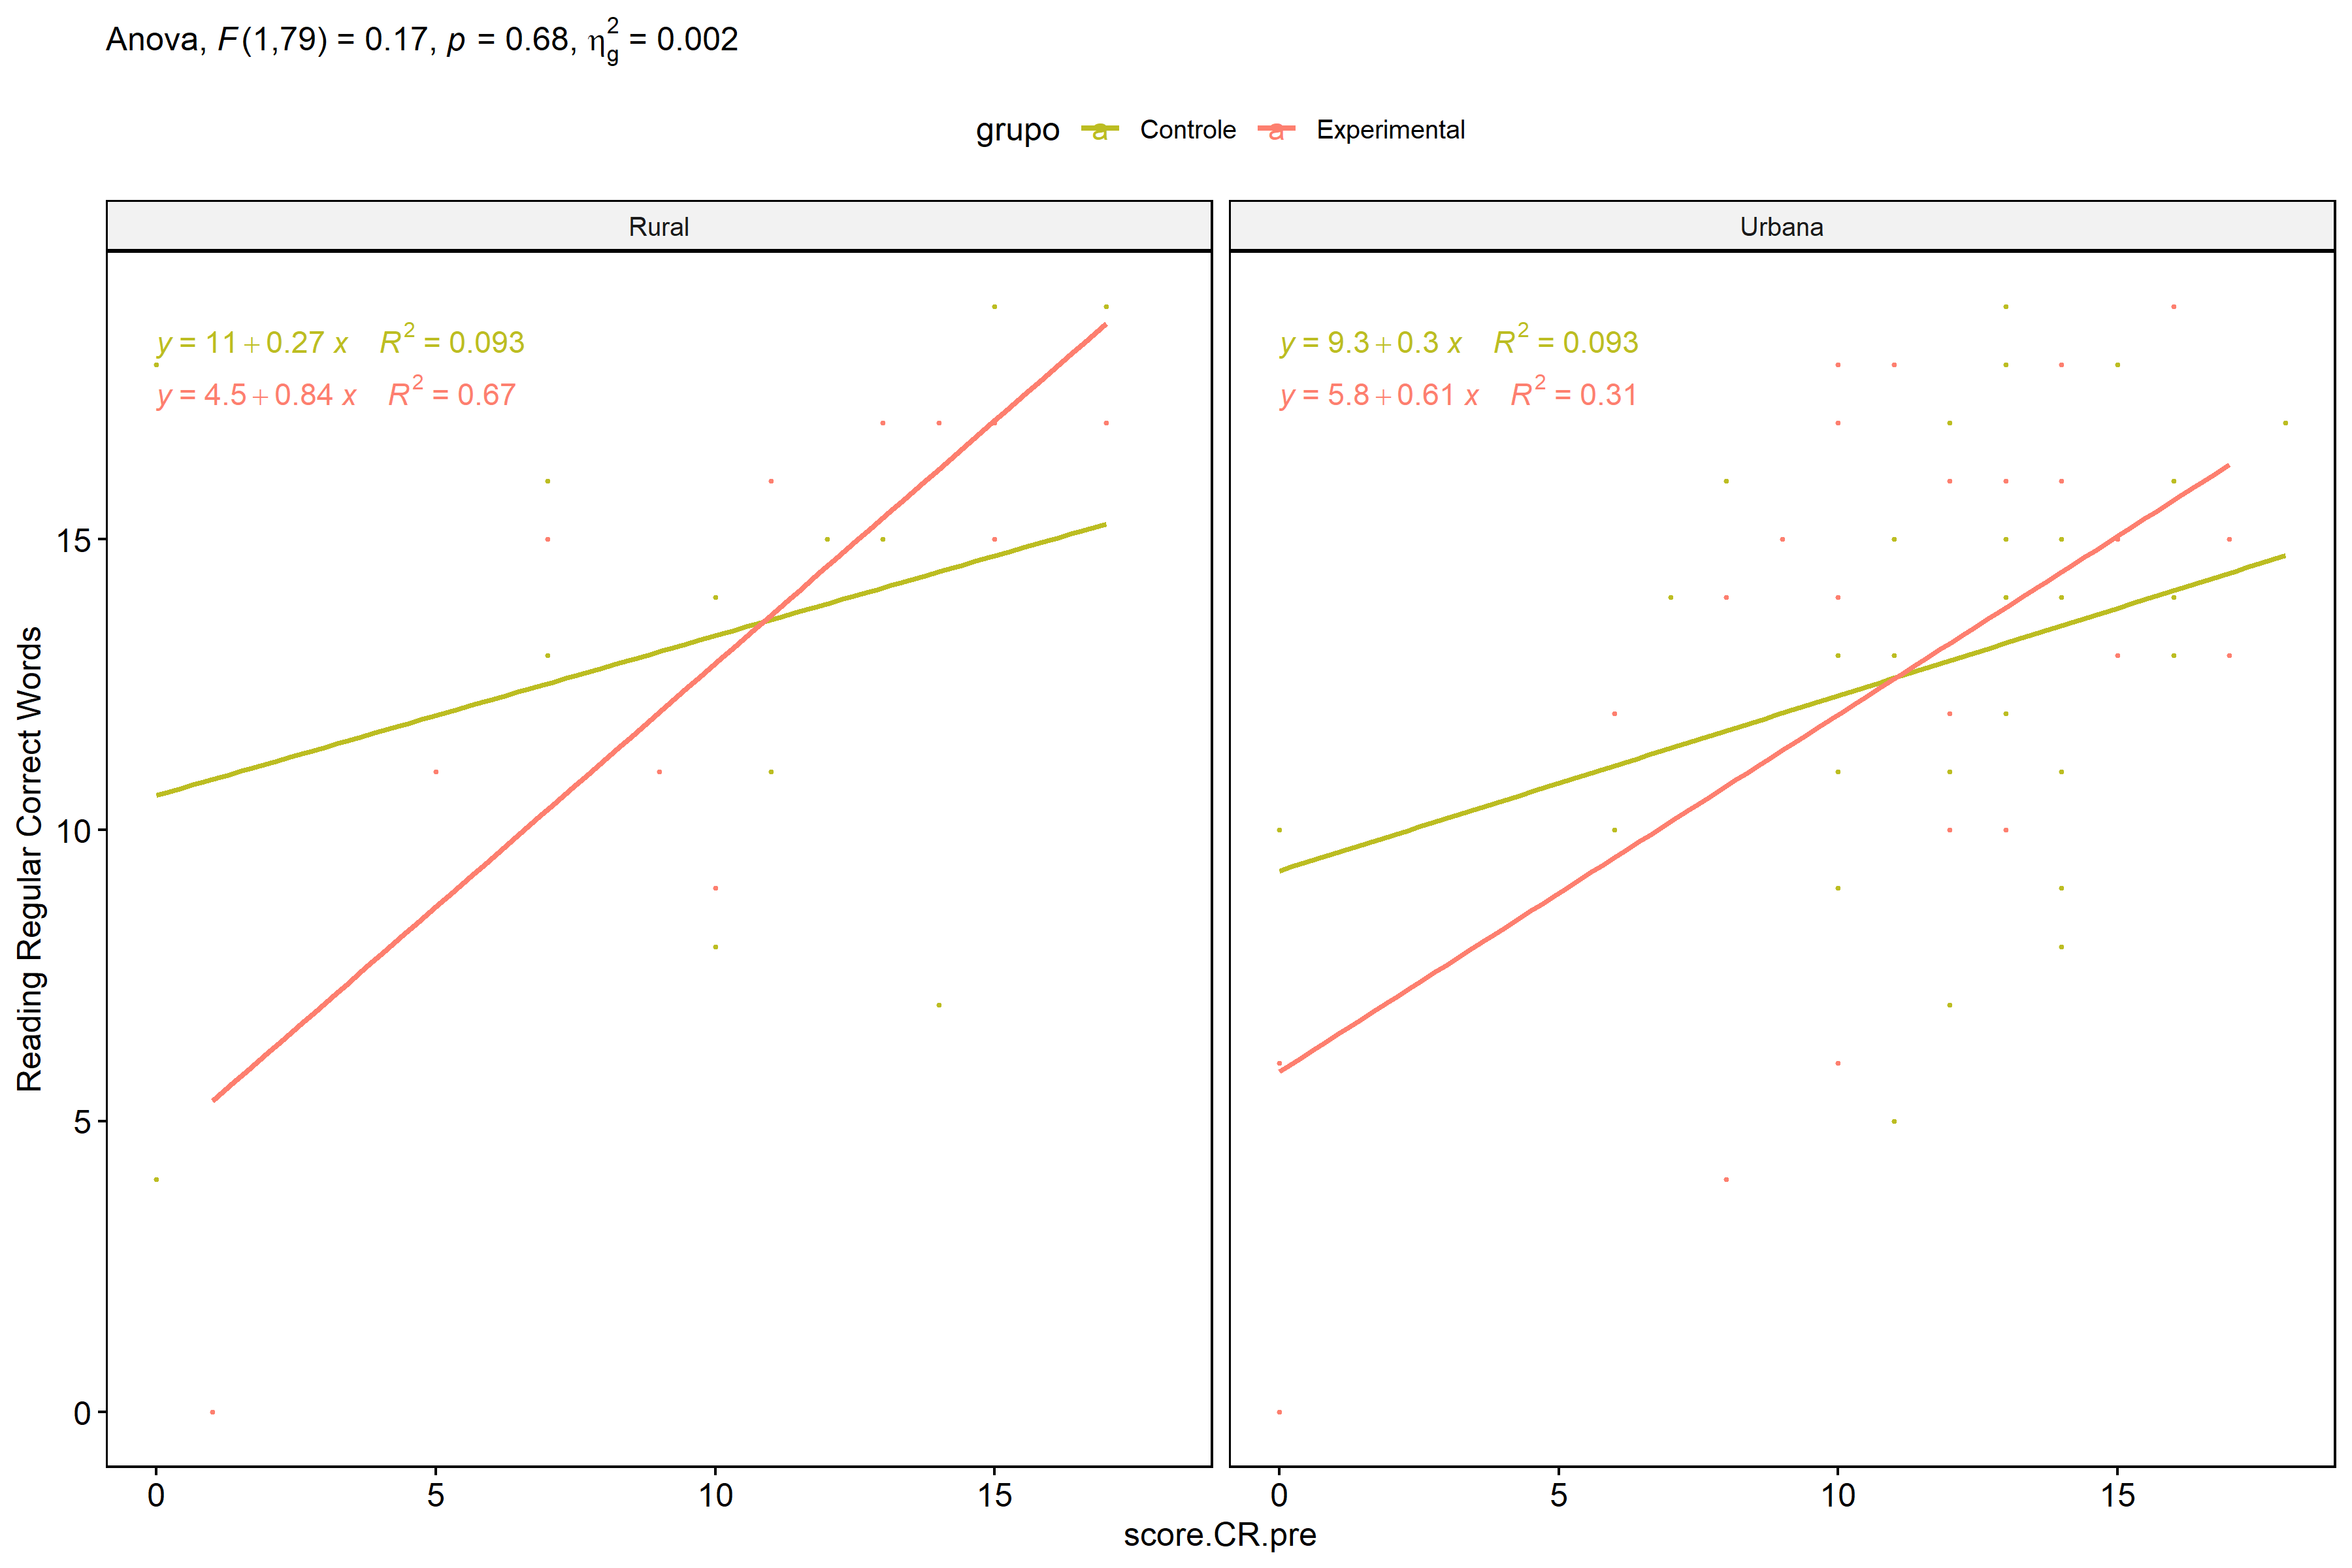 Anova, F(1,79) = 0.17, p = 0.68, η²g = 0.002
grupo a Controle a Experimental
Rural
Urbana
y = 11 + 0.27 x R² = 0.093
y = 4.5 + 0.84 x R² = 0.67
y = 9.3 + 0.3 x R² = 0.093
y = 5.8 + 0.61 x R² = 0.31
Reading Regular Correct Words
15
10
5
0
0 5 10 15
0 5 10 15
score.CR.pre